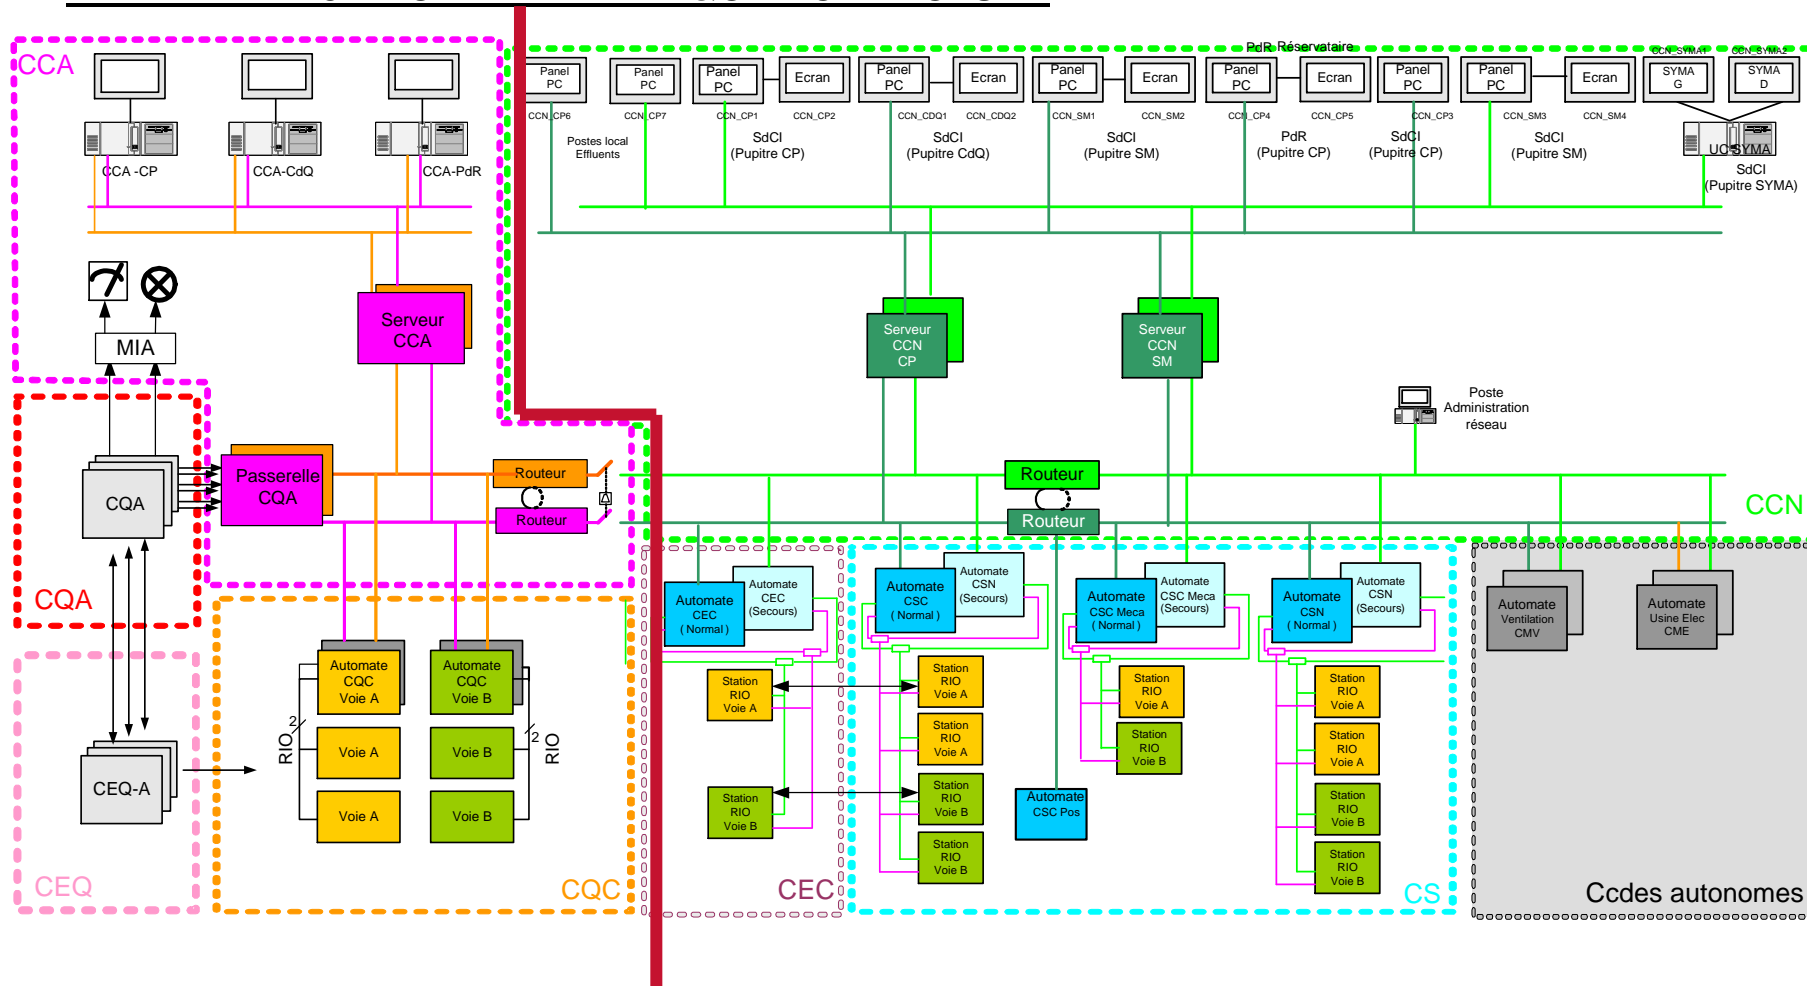 CCA
PdR Réservataire
CCN_SYMA1
CCN_SYMA2
Panel
PC
Panel
PC
Panel
PC
Ecran
Panel
PC
Ecran
Panel
PC
Ecran
Panel
PC
Ecran
Panel
PC
Panel
PC
Ecran
SYMA
G
SYMA
D
CCN_CP6
CCN_CP7
CCN_CP1
CCN_CP2
CCN_CDQ1
CCN_CDQ2
CCN_SM1
CCN_SM2
CCN_CP4
CCN_CP5
CCN_CP3
CCN_SM3
CCN_SM4
UC SYMA
Postes local
Effluents
SdCI
(Pupitre CP)
SdCI
(Pupitre CdQ)
SdCI
(Pupitre SM)
PdR
(Pupitre CP)
SdCI
(Pupitre CP)
SdCI
(Pupitre SM)
SdCI
(Pupitre SYMA)
CCA -CP
CCA-CdQ
CCA-PdR
MIA
Serveur
CCA
Serveur
CCN
CP
Serveur
CCN
SM
Poste
Administration
réseau
CQA
Passerelle
CQA
Routeur
Routeur
Routeur
Routeur
CCN
CQA
Automate
CEC
( Normal )
Automate
CEC
(Secours)
Automate
CSC
( Normal )
Automate
CSN
(Secours)
Automate
CSC Meca
( Normal )
Automate
CSC Meca
(Secours)
Automate
CSN
( Normal )
Automate
CSN
(Secours)
Automate
Ventilation
CMV
Automate
Usine Elec
CME
Automate
CQC
Voie A
Automate
CQC
Voie B
2
RIO
Voie A
Voie B
2
RIO
Voie A
Voie B
Station
RIO
Voie A
Station
RIO
Voie B
Station
RIO
Voie A
Station
RIO
Voie A
Station
RIO
Voie B
Station
RIO
Voie B
Station
RIO
Voie A
Station
RIO
Voie B
Automate
CSC Pos
Station
RIO
Voie A
Station
RIO
Voie A
Station
RIO
Voie B
Station
RIO
Voie B
CEQ-A
CEQ
CQC
CEC
CS
Ccdes autonomes